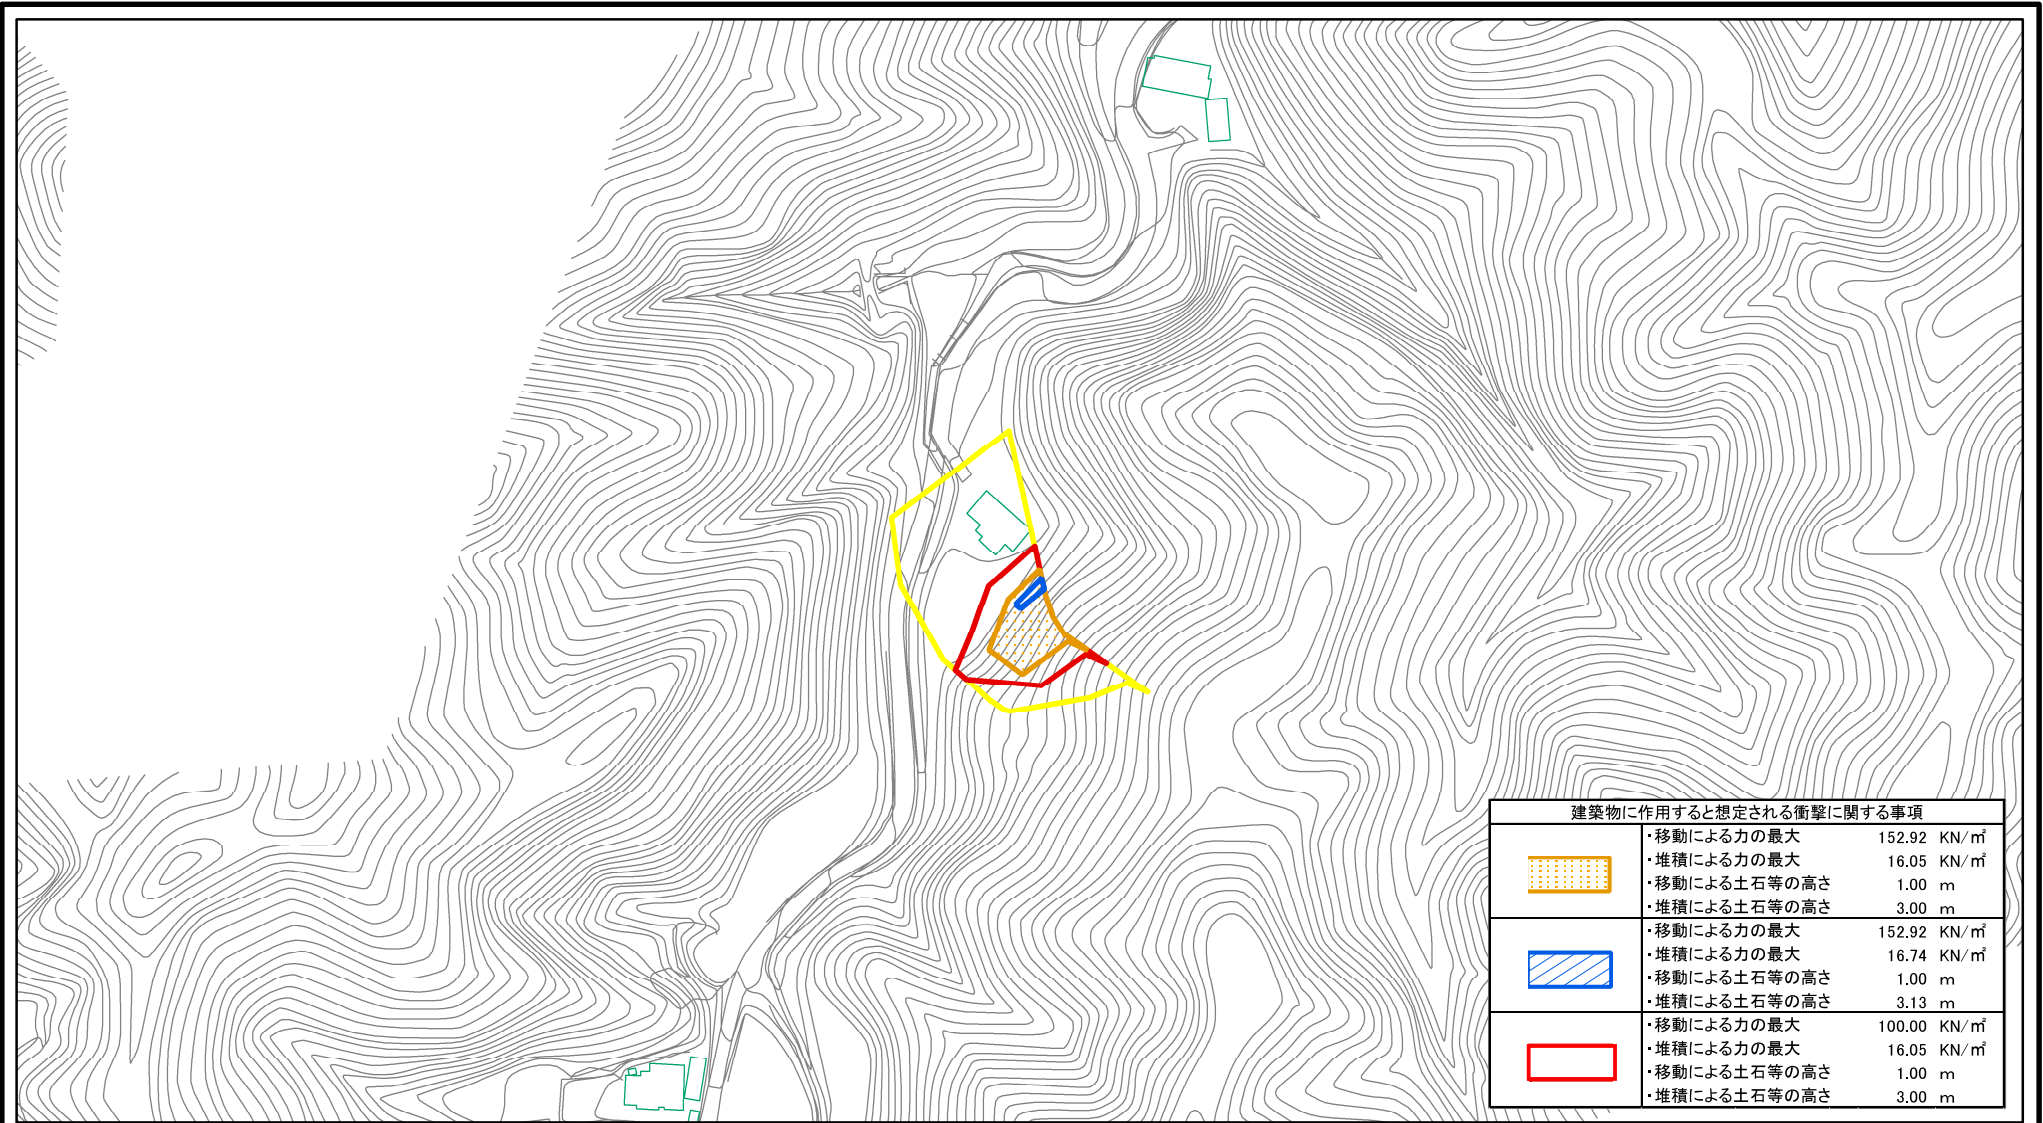 建築物に作用すると想定される衝撃に関する事項
・移動による力の最大 152.92 KN/㎡
・堆積による力の最大 16.05 KN/㎡
・移動による土石等の高さ 1.00 m
・堆積による土石等の高さ 3.00 m
・移動による力の最大 152.92 KN/㎡
・堆積による力の最大 16.74 KN/㎡
・移動による土石等の高さ 1.00 m
・堆積による土石等の高さ 3.13 m
・移動による力の最大 100.00 KN/㎡
・堆積による力の最大 16.05 KN/㎡
・移動による土石等の高さ 1.00 m
・堆積による土石等の高さ 3.00 m